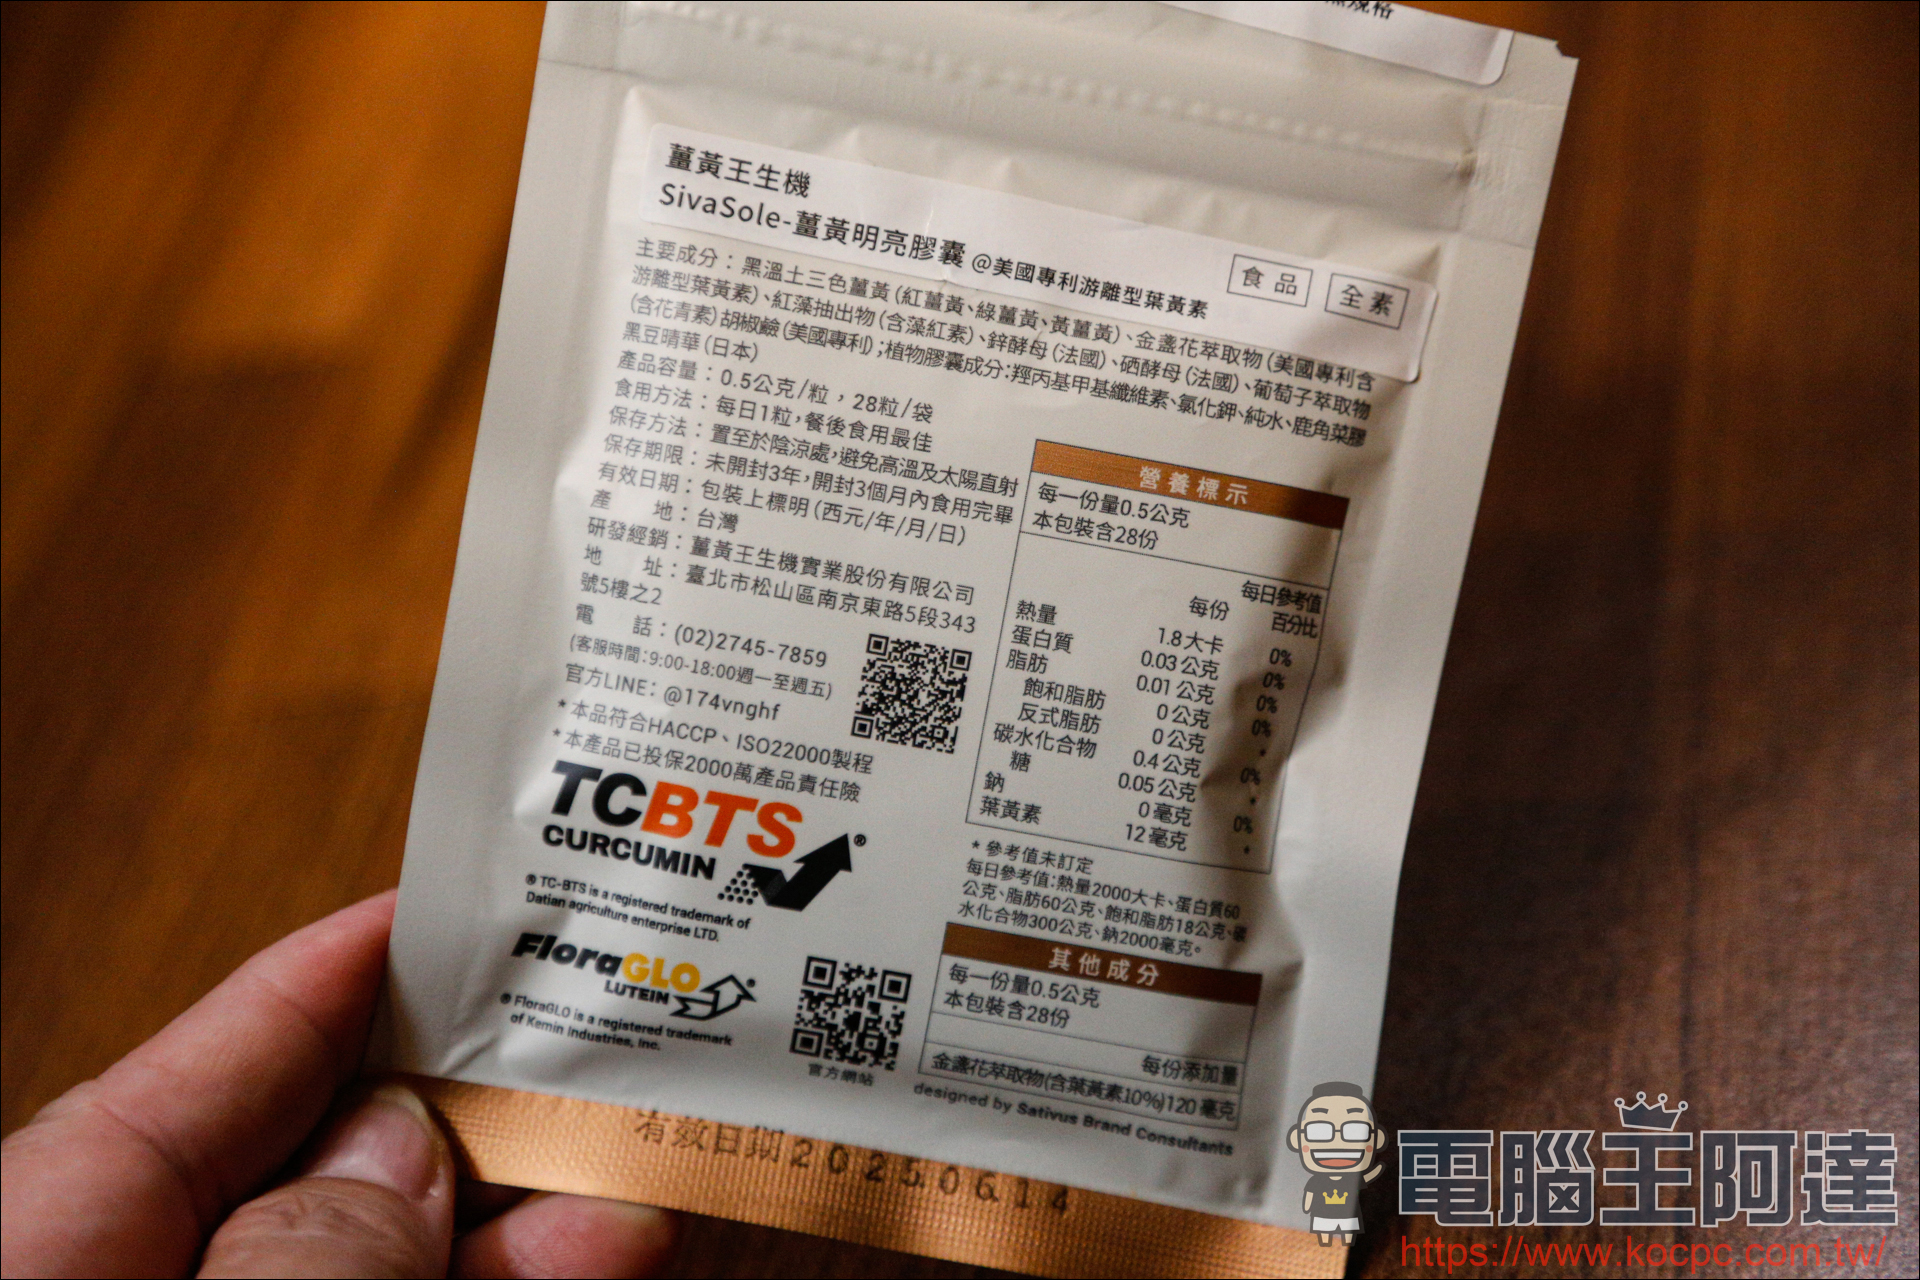 薑黃王生機
SivaSole-薑黃明亮膠囊 @美國專利游離型葉黃素
食品
全素
主要成分：黑溫土三色薑黃(紅薑黃、綠薑黃、黃薑黃)、金盞花萃取物(美國專利含
游離型葉黃素)、紅藻抽出物(含藻紅素)、鋅酵母(法國)、硒酵母(法國)、葡萄子萃取物
(含花青素)胡椒鹼(美國專利);植物膠囊成分:羥丙基甲基纖維素、氯化鉀、純水、鹿角菜膠
黑豆晴華(日本)
產品容量：0.5公克/粒，28粒/袋
食用方法：每日1粒,餐後食用最佳
保存方法：置至於陰涼處,避免高溫及太陽直射
保存期限：未開封3年,開封3個月內食用完畢
有效日期：包裝上標明(西元/年/月/日)
產　　地：台灣
研發經銷：薑黃王生機實業股份有限公司
地　　址：臺北市松山區南京東路5段343
號5樓之2
電　　話：(02)2745-7859
(客服時間:9:00-18:00週一至週五)
官方LINE: @174vnghf
*本品符合HACCP、ISO22000製程
*本產品已投保2000萬產品責任險
TCBTS ®
CURCUMIN
® TC-BTS is a registered trademark of
Datian agriculture enterprise LTD.
FloraGLO ®
LUTEIN
® FloraGLO is a registered trademark
of Kemin Industries, Inc.
官方網站
營養標示
每一份量0.5公克
本包裝含28份
每份 每日參考值
百分比
熱量 1.8大卡 0%
蛋白質 0.03公克 0%
脂肪 0.01公克 0%
飽和脂肪 0公克 0%
反式脂肪 0公克 *
碳水化合物 0.4公克 0%
糖 0.05公克 *
鈉 0毫克 0%
葉黃素 12毫克 *
* 參考值未訂定
每日參考值:熱量2000大卡、蛋白質60
公克、脂肪60公克、飽和脂肪18公克、碳
水化合物300公克、鈉2000毫克。
其他成分
每一份量0.5公克
本包裝含28份
每份添加量
金盞花萃取物(含葉黃素10%)120毫克
designed by Sativus Brand Consultants
有效日期20250614
電腦王阿達
https://www.kocpc.com.tw/